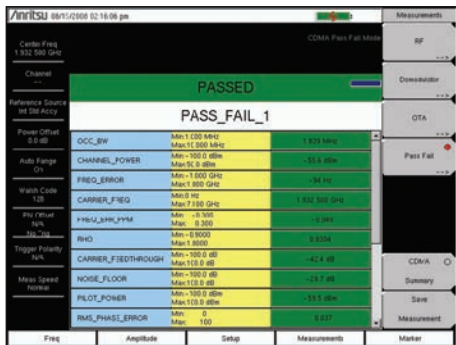 Anritsu 08/15/2008 02:16:06 pm
Measurements
Center Freq
1.932 500 GHz
Channel
--
Reference Source
Int Std Accy
Power Offset
0.0 dB
Auto Range
On
Walsh Code
128
PN Offset
N/A
No Trig
Trigger Polarity
N/A
Meas Speed
Normal
CDMA Pass Fail Mode
PASSED
PASS_FAIL_1
OCC_BW Min:1.000 MHz Max:10.000 MHz
CHANNEL_POWER Min:-100.0 dBm Max:50.0 dBm -55.6 dBm
FREQ_ERROR Min:-1.000 GHz Max:1.000 GHz -94 Hz
CARRIER_FREQ Min:0 Hz Max:7.100 GHz 1.932 500 GHz
FREQ_ERR_PPM Min: -0.300 Max: 0.300
RHO Min:-0.9000 Max:1.0000
CARRIER_FEEDTHROUGH Min:-100.0 dB Max:100.0 dB -42.4 dB
NOISE_FLOOR Min:-100.0 dB Max:100.0 dB -24.7 dB
PILOT_POWER Min:-100.0 dBm Max:100.0 dBm -59.5 dBm
RMS_PHASE_ERROR Min: 0 Max: 100 0.037
RF
-->
Demodulator
-->
OTA
-->
Pass Fail
-->
CDMA
Summary
Save
Measurement
Freq Amplitude Setup Measurements Marker